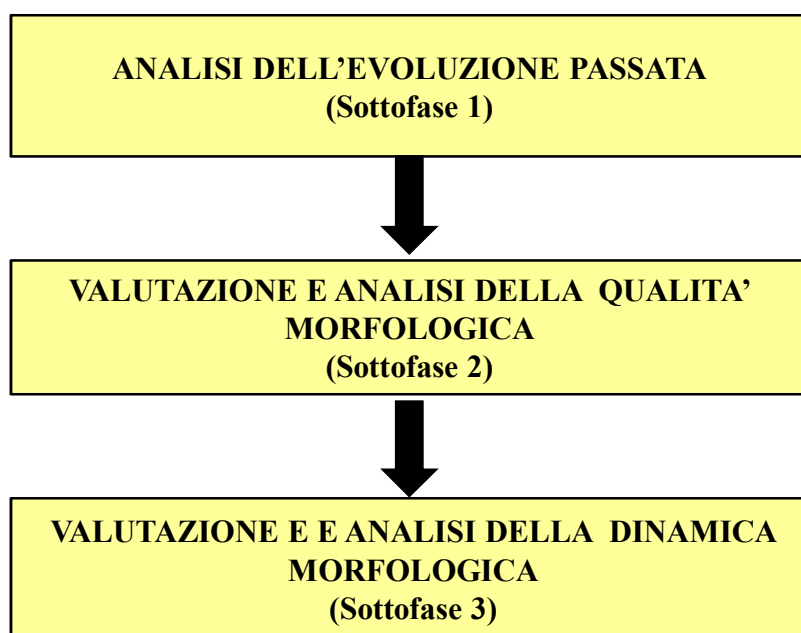 ANALISI DELL’EVOLUZIONE PASSATA
(Sottofase 1)
VALUTAZIONE E ANALISI DELLA QUALITA’
MORFOLOGICA
(Sottofase 2)
VALUTAZIONE E E ANALISI DELLA DINAMICA
MORFOLOGICA
(Sottofase 3)